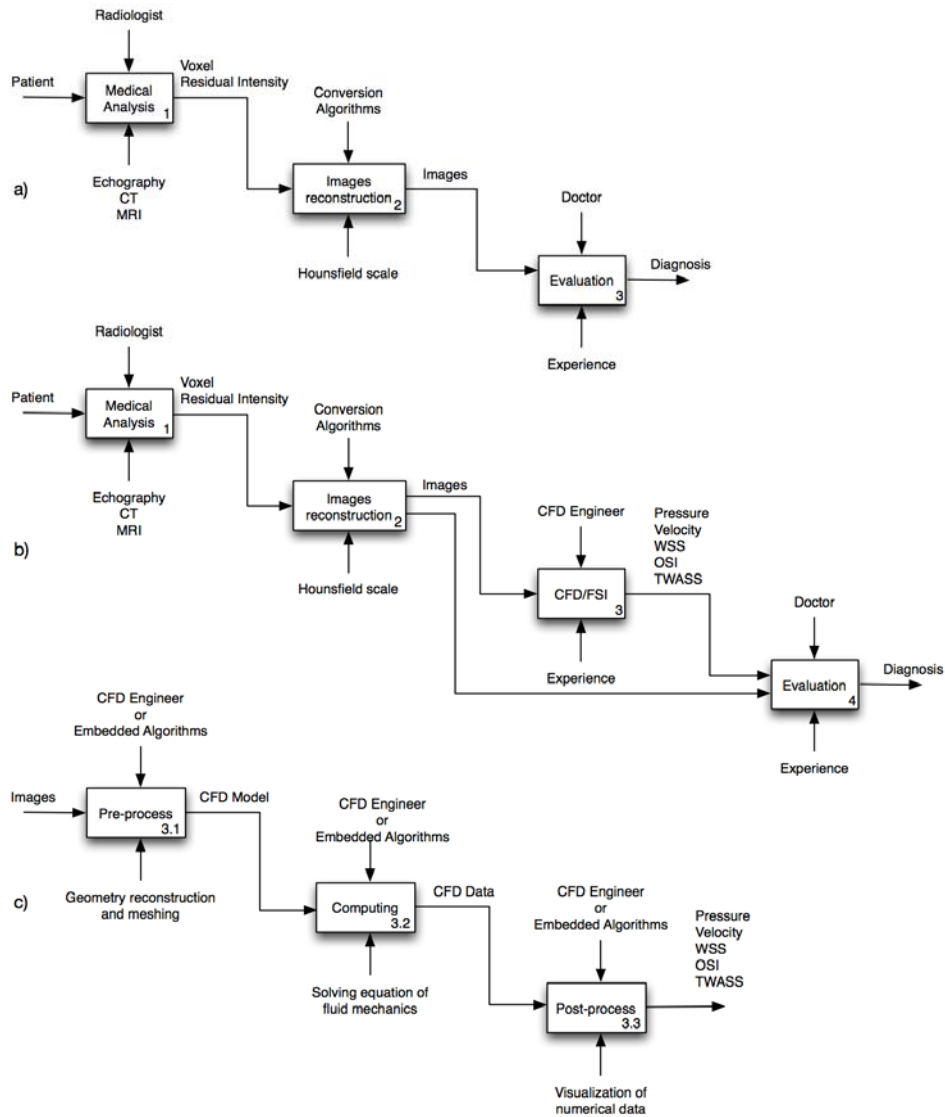 Radiologist
Patient
Voxel
Residual Intensity
Medical
Analysis
1
Conversion
Algorithms
Echography
CT
MRI
a)
Images
reconstruction
2
Images
Hounsfield scale
Doctor
Evaluation
3
Diagnosis
Experience
Radiologist
Patient
Voxel
Residual Intensity
Medical
Analysis
1
Conversion
Algorithms
Echography
CT
MRI
b)
Images
reconstruction
2
Images
Hounsfield scale
CFD Engineer
CFD/FSI
3
Pressure
Velocity
WSS
OSI
TWASS
Experience
Doctor
Evaluation
4
Diagnosis
Experience
CFD Engineer
or
Embedded Algorithms
Images
Pre-process
3.1
CFD Model
Geometry reconstruction
and meshing
c)
CFD Engineer
or
Embedded Algorithms
Computing
3.2
CFD Data
Solving equation of
fluid mechanics
CFD Engineer
or
Embedded Algorithms
Post-process
3.3
Pressure
Velocity
WSS
OSI
TWASS
Visualization of
numerical data